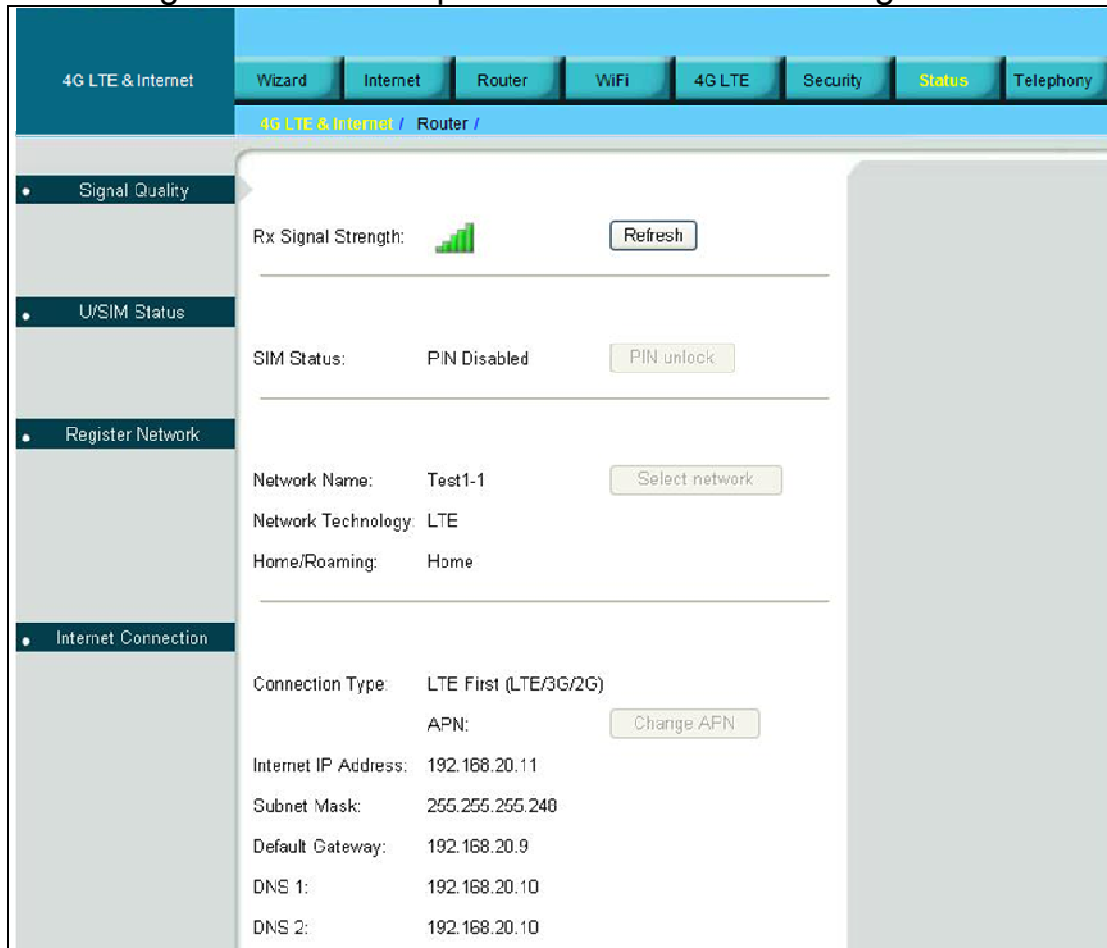 4G LTE & Internet
Wizard Internet Router WiFi 4G LTE Security Status Telephony
4G LTE & Internet / Router /
Signal Quality
Rx Signal Strength: Refresh
U/SIM Status
SIM Status: PIN Disabled PIN unlock
Register Network
Network Name: Test1-1 Select network
Network Technology: LTE
Home/Roaming: Home
Internet Connection
Connection Type: LTE First (LTE/3G/2G)
APN: Change APN
Internet IP Address: 192.168.20.11
Subnet Mask: 255.255.255.248
Default Gateway: 192.168.20.9
DNS 1: 192.168.20.10
DNS 2: 192.168.20.10